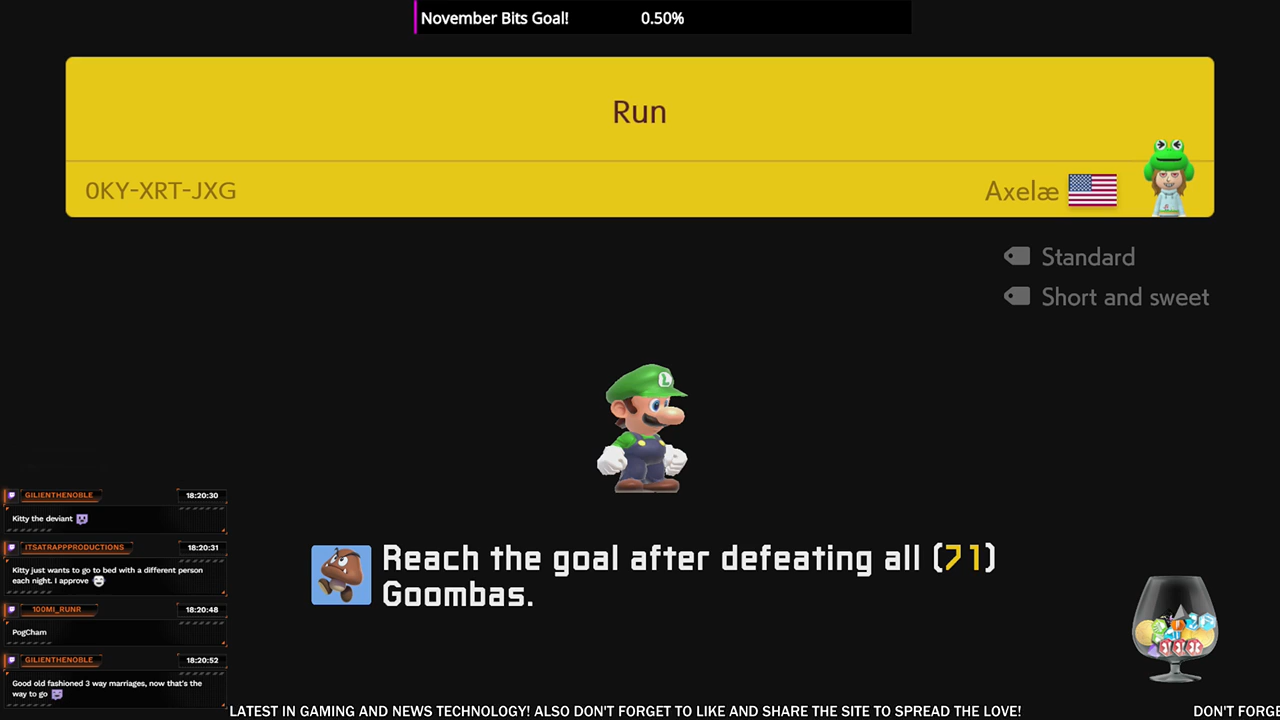 November Bits Goal! 0.50%
Run
0KY-XRT-JXG
Axelæ
Standard
Short and sweet
L
Reach the goal after defeating all (71)
Goombas.
GILIENTHENOBLE 18:20:30
Kitty the deviant
ITSATRAPPRODUCTIONS 18:20:31
Kitty just wants to go to bed with a different person
each night. I approve
100MI_RUNR 18:20:48
PogCham
GILIENTHENOBLE 18:20:52
Good old fashioned 3 way marriages, now that's the
way to go
LATEST IN GAMING AND NEWS TECHNOLOGY! ALSO DON'T FORGET TO LIKE AND SHARE THE SITE TO SPREAD THE LOVE! DON'T FORGE